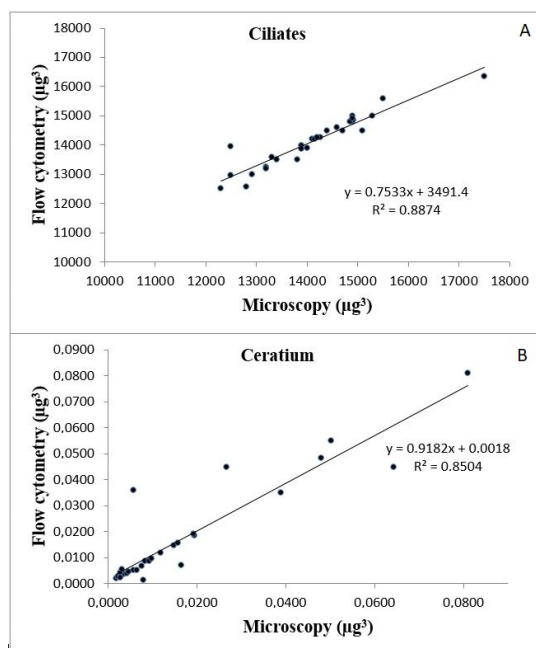 Ciliates
A
18000
17000
16000
15000
14000
13000
12000
11000
10000
Flow cytometry (µg³)
y = 0.7533x + 3491.4
R² = 0.8874
10000 11000 12000 13000 14000 15000 16000 17000 18000
Microscopy (µg³)
Ceratium
B
0,0900
0,0800
0,0700
0,0600
0,0500
0,0400
0,0300
0,0200
0,0100
0,0000
Flow cytometry (µg³)
y = 0.9182x + 0.0018
R² = 0.8504
0,0000 0,0200 0,0400 0,0600 0,0800
Microscopy (µg³)